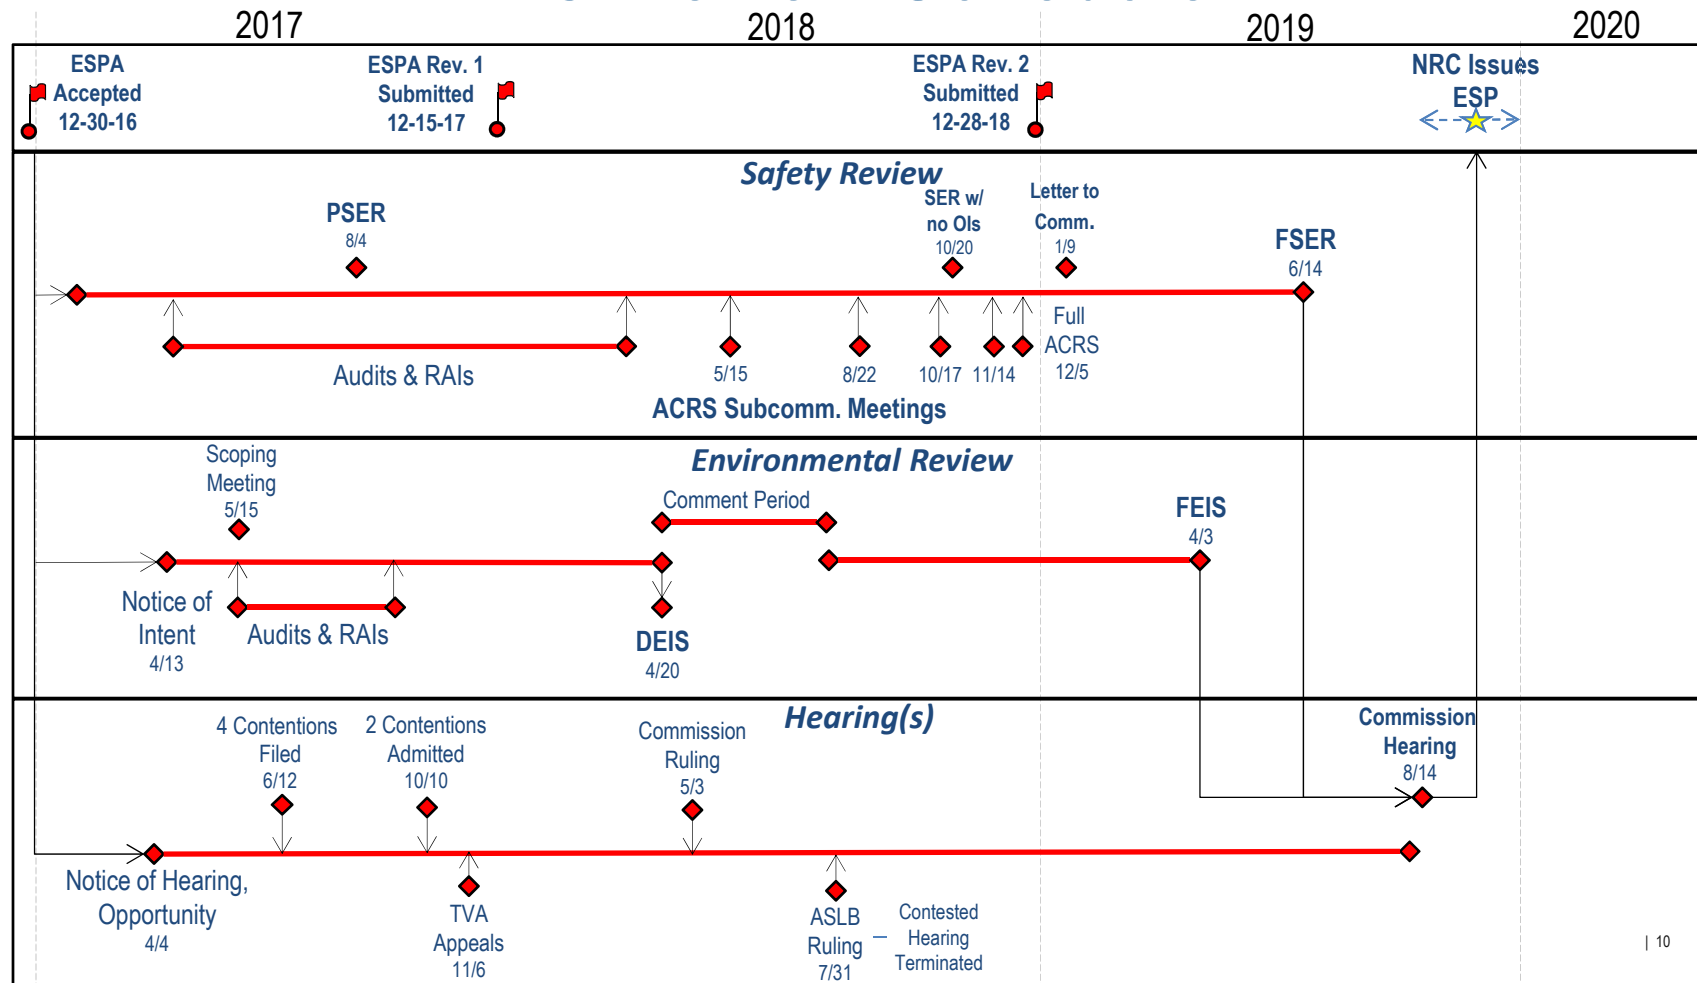 2017
2018
2019
2020
ESPA
Accepted
12-30-16
ESPA Rev. 1
Submitted
12-15-17
ESPA Rev. 2
Submitted
12-28-18
NRC Issues
ESP
Safety Review
PSER
8/4
SER w/
no OIs
10/20
Letter to
Comm.
1/9
FSER
6/14
Audits & RAIs
5/15
8/22
10/17
11/14
Full
ACRS
12/5
ACRS Subcomm. Meetings
Environmental Review
Scoping
Meeting
5/15
Comment Period
FEIS
4/3
Notice of
Intent
4/13
Audits & RAIs
DEIS
4/20
Hearing(s)
4 Contentions
Filed
6/12
2 Contentions
Admitted
10/10
Commission
Ruling
5/3
Commission
Hearing
8/14
Notice of Hearing,
Opportunity
4/4
TVA
Appeals
11/6
ASLB
Ruling
7/31
— Contested
Hearing
Terminated
| 10